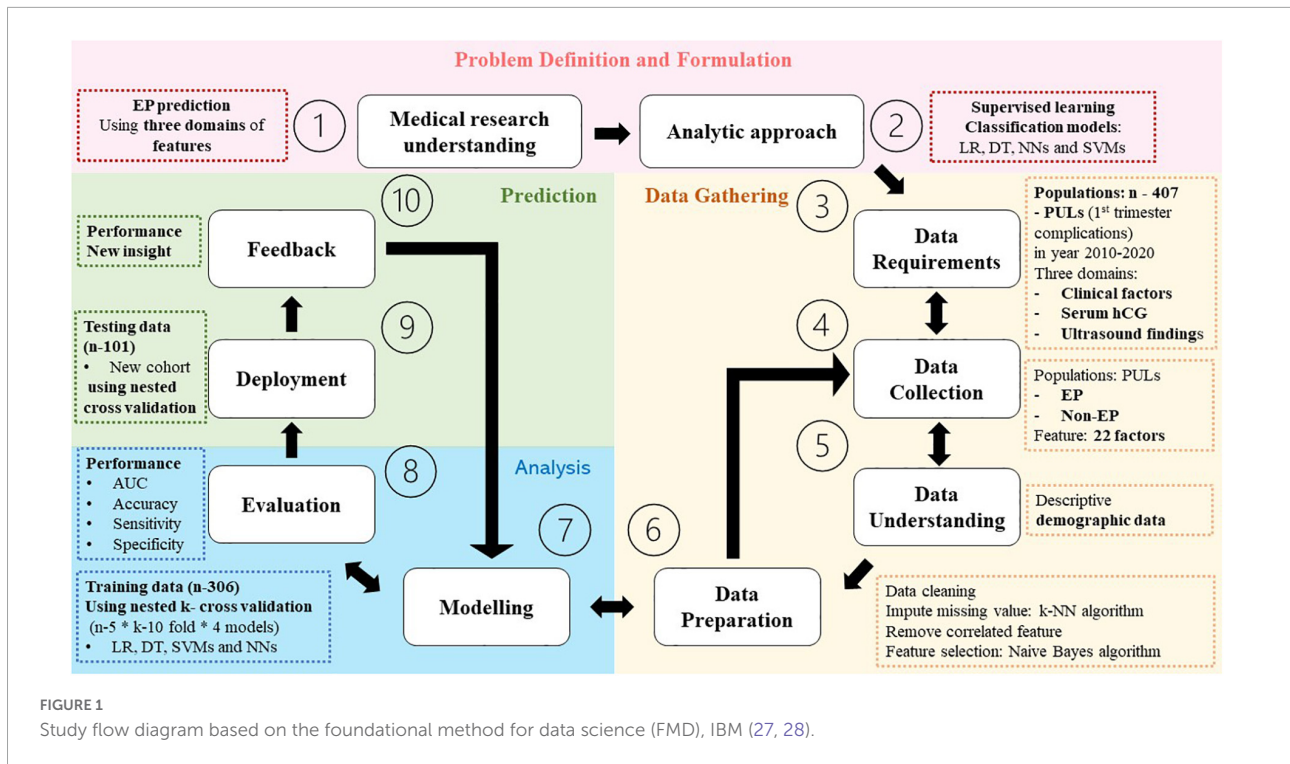 Problem Definition and Formulation
EP prediction
Using three domains of
features
1
Medical research
understanding
Analytic approach
2
Supervised learning
Classification models:
LR, DT, NNs and SVMs
Prediction
Data Gathering
10
Performance
New insight
Feedback
3
Data
Requirements
Populations: n - 407
- PULs (1st trimester
complications)
in year 2010-2020
Three domains:
- Clinical factors
- Serum hCG
- Ultrasound findings
Testing data
(n-101)
• New cohort
using nested
cross validation
Deployment
9
4
Data
Collection
Populations: PULs
- EP
- Non-EP
Feature: 22 factors
Analysis
Performance
• AUC
• Accuracy
• Sensitivity
• Specificity
Evaluation
8
5
Data
Understanding
Descriptive
demographic data
Training data (n-306)
Using nested k- cross validation
(n-5 * k-10 fold * 4 models)
• LR, DT, SVMs and NNs
7
Modelling
6
Data
Preparation
Data cleaning
Impute missing value: k-NN algorithm
Remove correlated feature
Feature selection: Naive Bayes algorithm
FIGURE 1
Study flow diagram based on the foundational method for data science (FMD), IBM (27, 28).